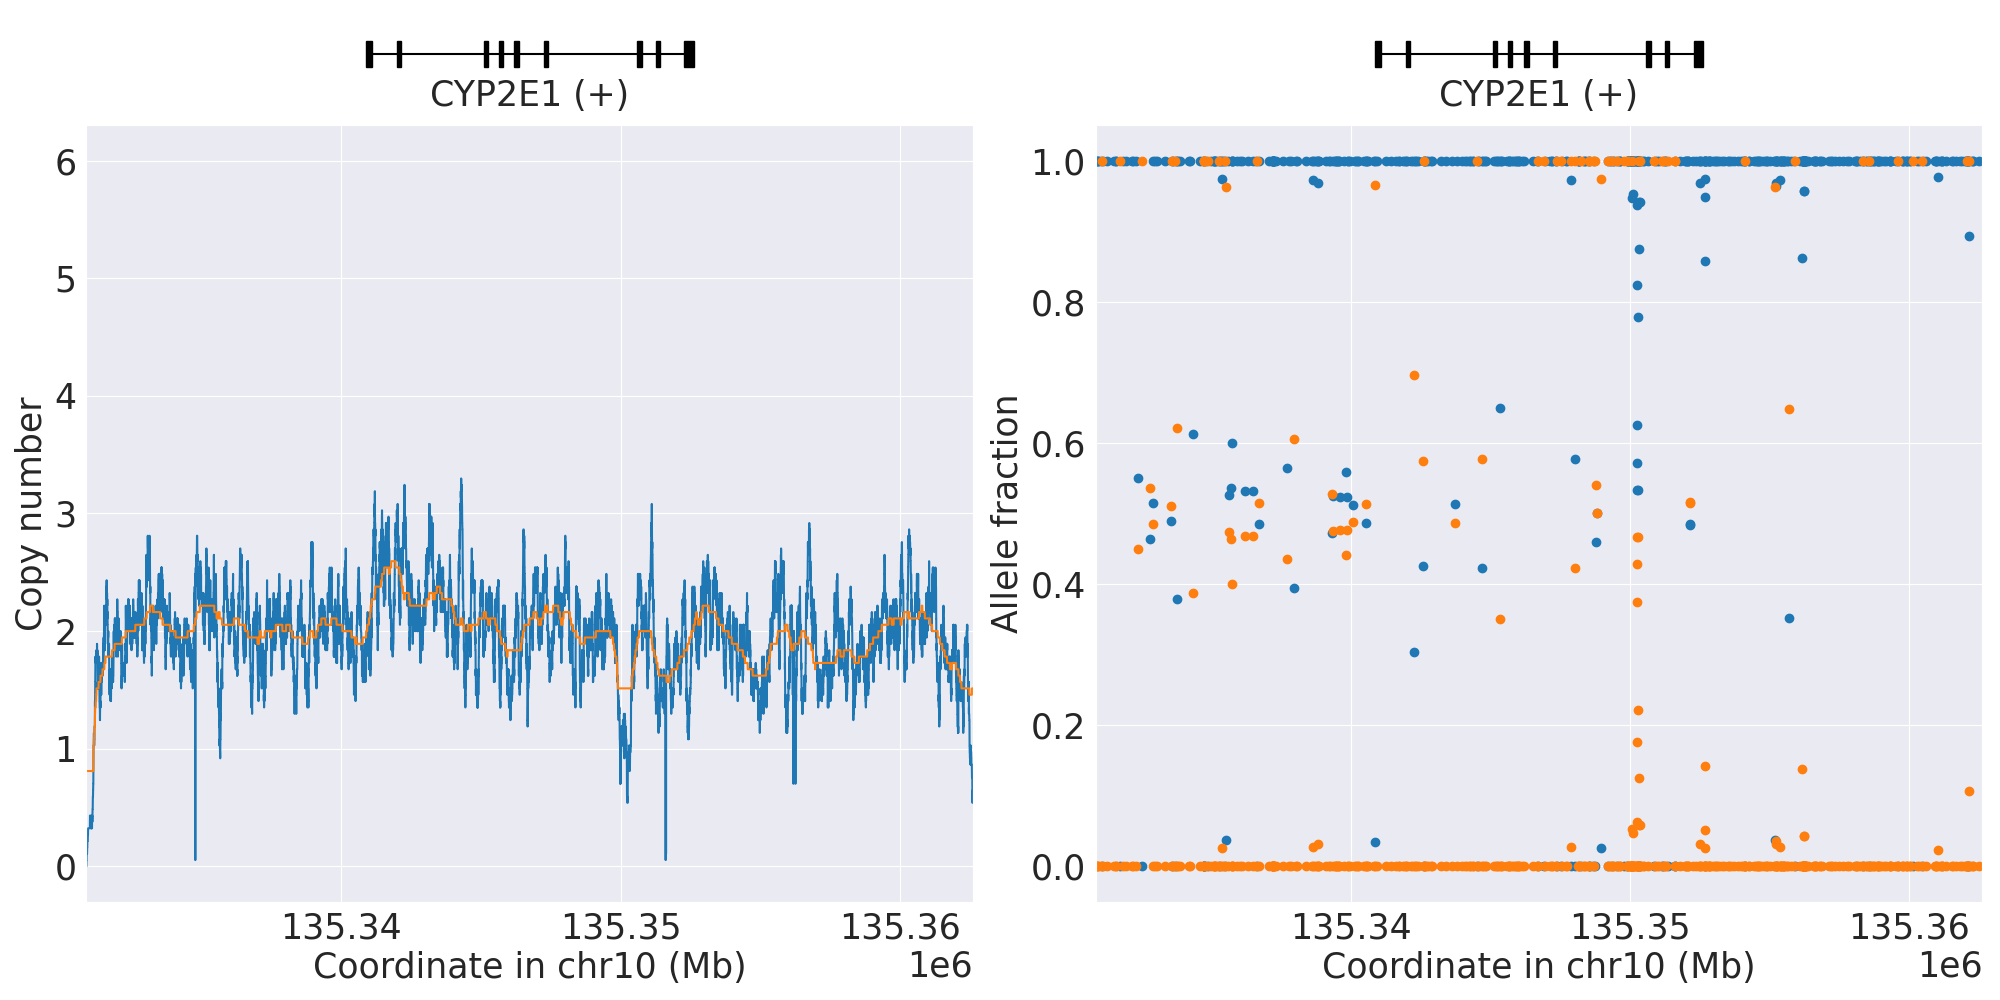 CYP2E1 (+)
6
5
4
3
2
1
0
Copy number
135.34 135.35 135.36
1e6
Coordinate in chr10 (Mb)
CYP2E1 (+)
1.0
0.8
0.6
0.4
0.2
0.0
Allele fraction
135.34 135.35 135.36
1e6
Coordinate in chr10 (Mb)